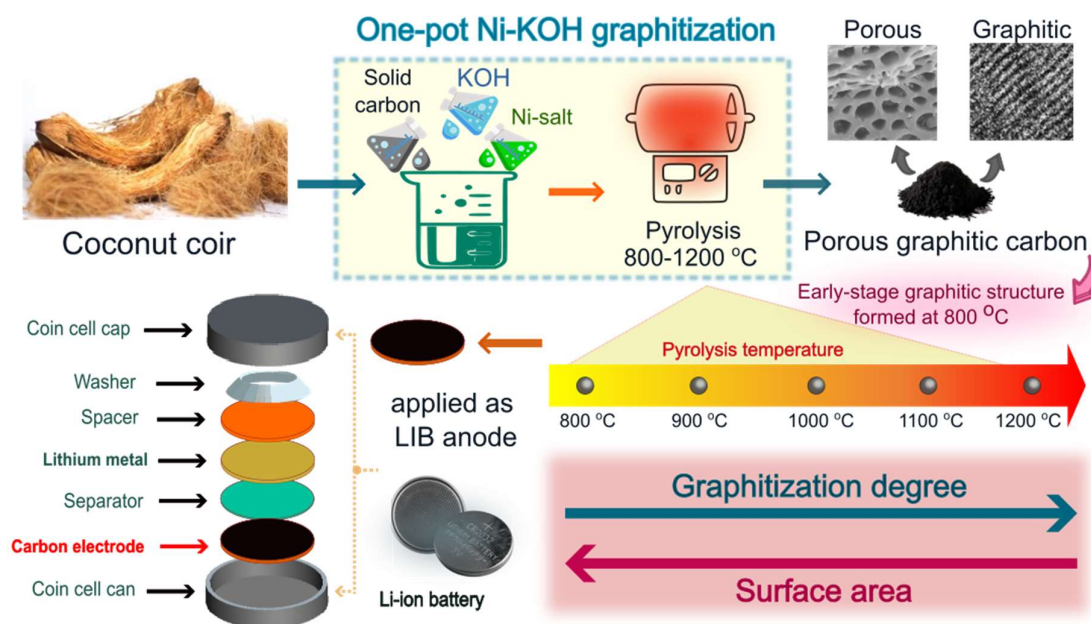 One-pot Ni-KOH graphitization
Solid
carbon
KOH
Ni-salt
Pyrolysis
800-1200 °C
Porous
Graphitic
Coconut coir
Porous graphitic carbon
Early-stage graphitic structure
formed at 800 °C
Pyrolysis temperature
800 °C
900 °C
1000 °C
1100 °C
1200 °C
Coin cell cap
Washer
Spacer
Lithium metal
Separator
Carbon electrode
Coin cell can
applied as
LIB anode
Li-ion battery
Graphitization degree
Surface area